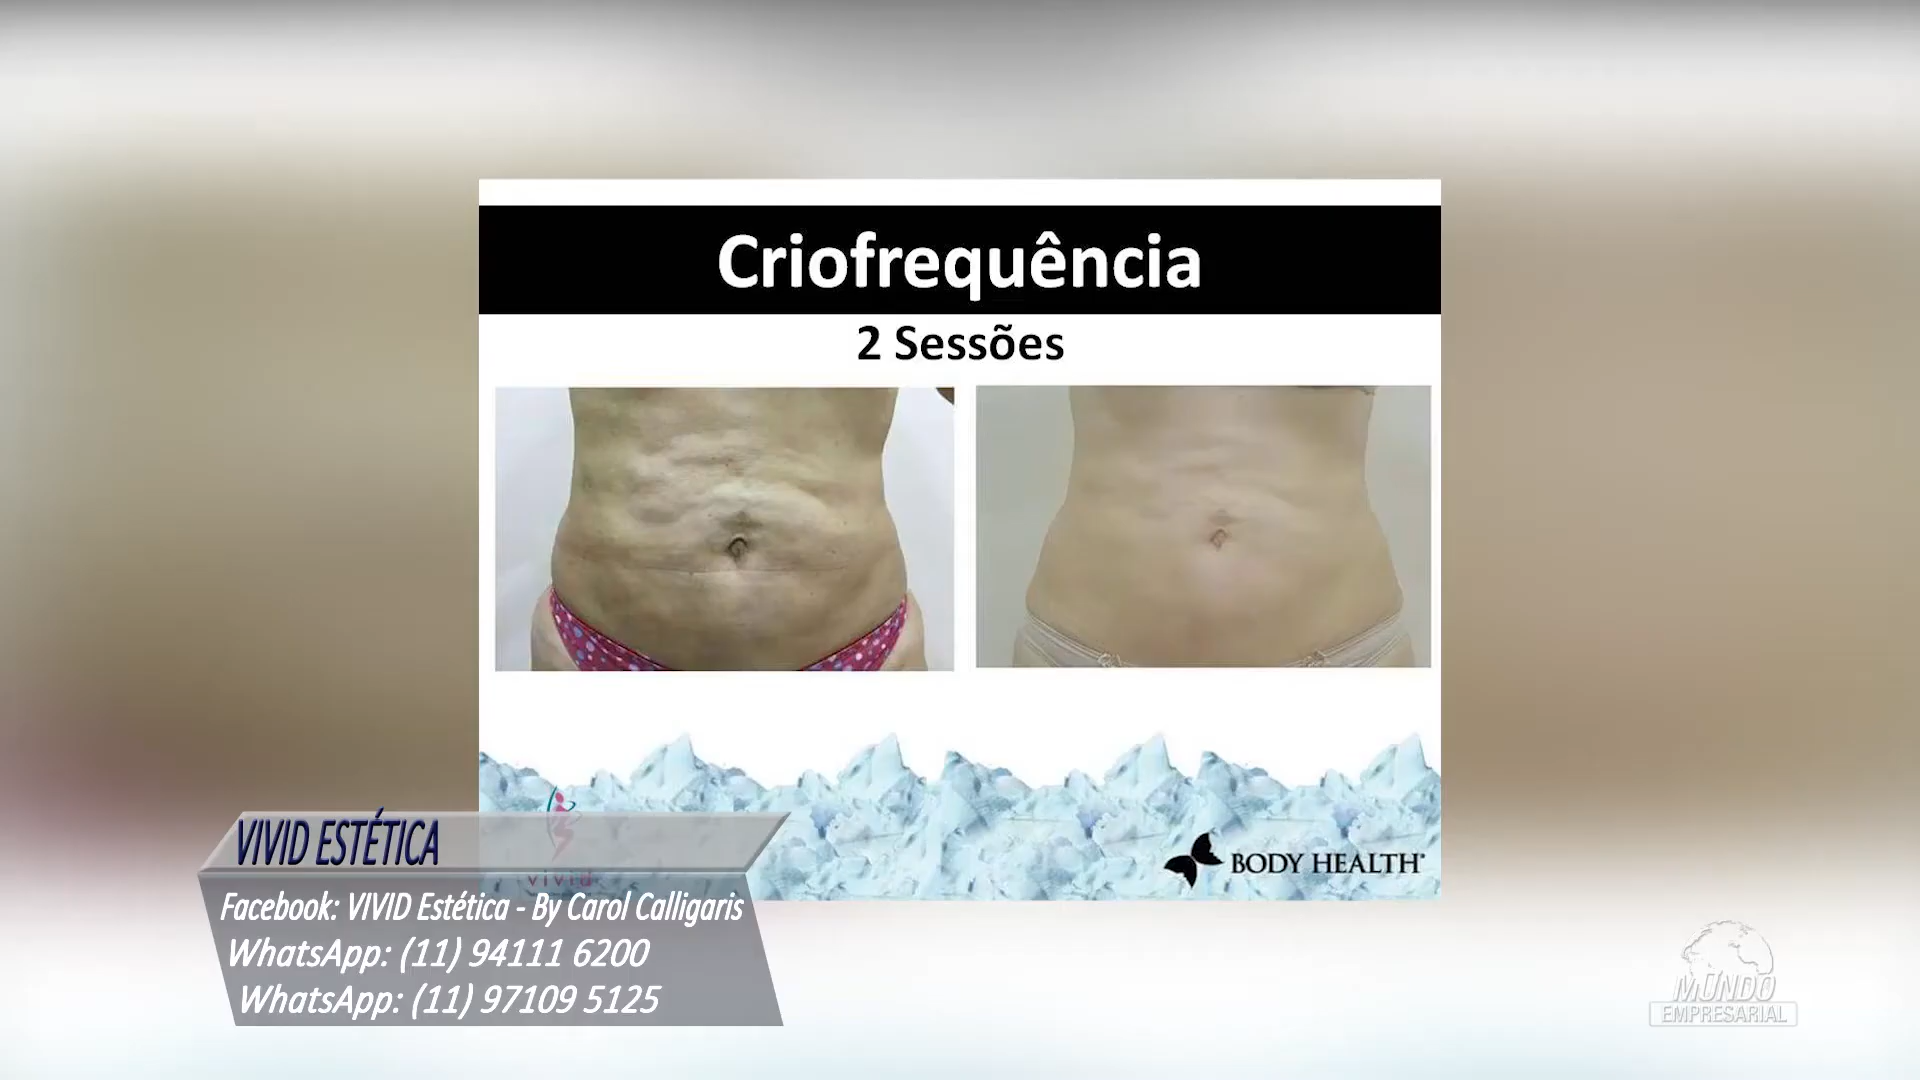 Criofrequência
2 Sessões
BODY HEALTH
vivid
VIVID ESTÉTICA
Facebook: VIVID Estética - By Carol Calligaris
WhatsApp: (11) 94111 6200
WhatsApp: (11) 97109 5125
MUNDO
EMPRESARIAL